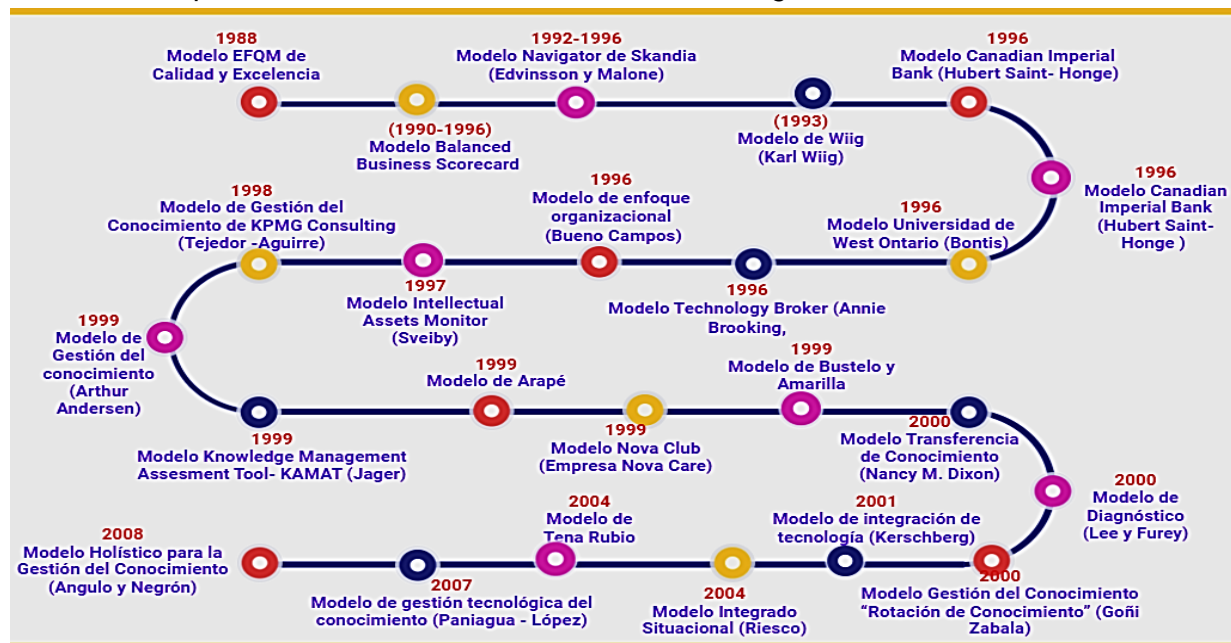 1988
Modelo EFQM de
Calidad y Excelencia
(1990-1996)
Modelo Balanced
Business Scorecard
1992-1996
Modelo Navigator de Skandia
(Edvinsson y Malone)
(1993)
Modelo de Wiig
(Karl Wiig)
1996
Modelo Canadian Imperial
Bank (Hubert Saint- Honge)
1996
Modelo Canadian
Imperial Bank
(Hubert Saint-
Honge )
1996
Modelo Universidad de
West Ontario (Bontis)
1996
Modelo Technology Broker (Annie
Brooking,
1996
Modelo de enfoque
organizacional
(Bueno Campos)
1997
Modelo Intellectual
Assets Monitor
(Sveiby)
1998
Modelo de Gestión del
Conocimiento de KPMG Consulting
(Tejedor -Aguirre)
1999
Modelo de
Gestión del
conocimiento
(Arthur
Andersen)
1999
Modelo Knowledge Management
Assesment Tool- KAMAT (Jager)
1999
Modelo de Arapé
1999
Modelo Nova Club
(Empresa Nova Care)
1999
Modelo de Bustelo y
Amarilla
2000
Modelo Transferencia
de Conocimiento
(Nancy M. Dixon)
2000
Modelo de
Diagnóstico
(Lee y Furey)
2000
Modelo Gestión del Conocimiento
“Rotación de Conocimiento” (Goñi
Zabala)
2001
Modelo de integración de
tecnología (Kerschberg)
2004
Modelo Integrado
Situacional (Riesco)
2004
Modelo de
Tena Rubio
2007
Modelo de gestión tecnológica del
conocimiento (Paniagua - López)
2008
Modelo Holístico para la
Gestión del Conocimiento
(Angulo y Negrón)